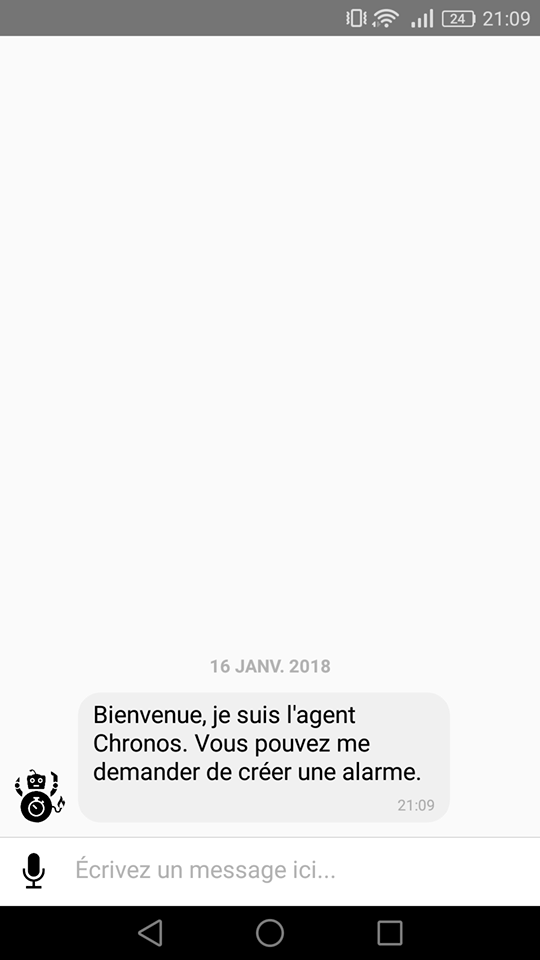 24 21:09
16 JANV. 2018
Bienvenue, je suis l'agent
Chronos. Vous pouvez me
demander de créer une alarme.
21:09
Écrivez un message ici...